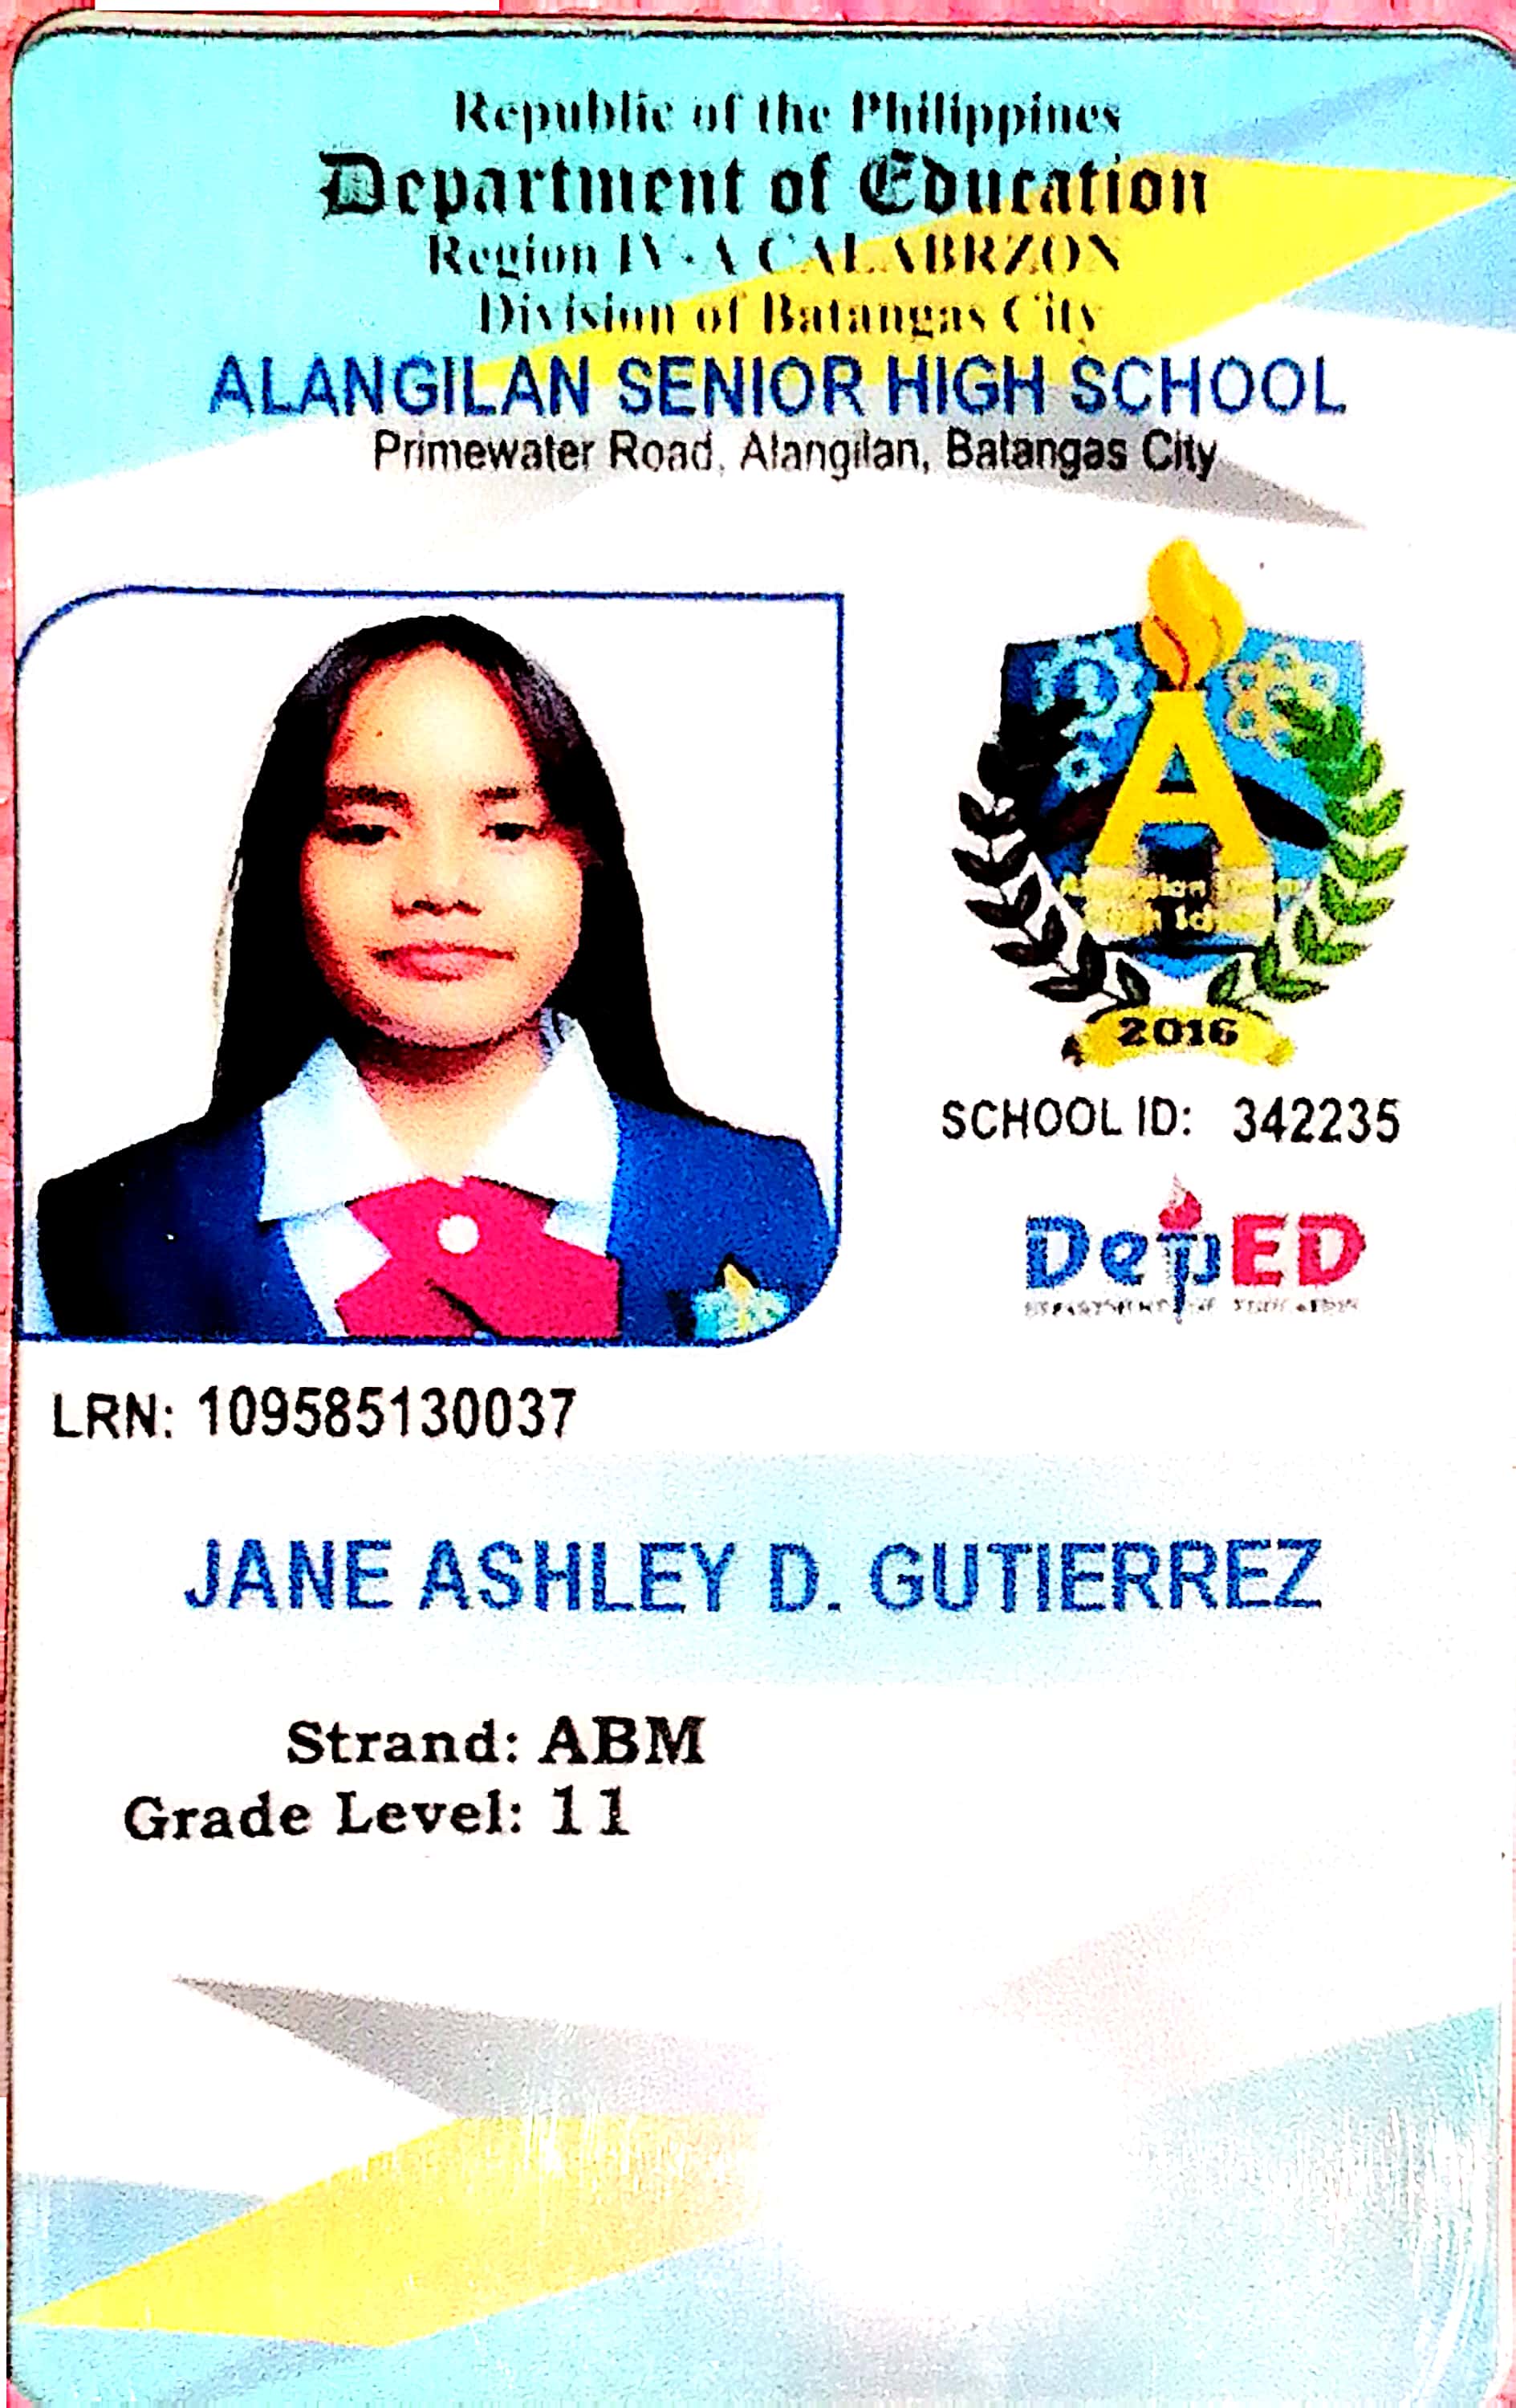 Republic of the Philippines
Department of Education
Region IV-A CALABRZON
Division of Batangas City
ALANGILAN SENIOR HIGH SCHOOL
Primewater Road, Alangilan, Batangas City
A
2016
SCHOOL ID: 342235
DepED
DEPARTMENT OF EDUCATION
LRN: 109585130037
JANE ASHLEY D. GUTIERREZ
Strand: ABM
Grade Level: 11